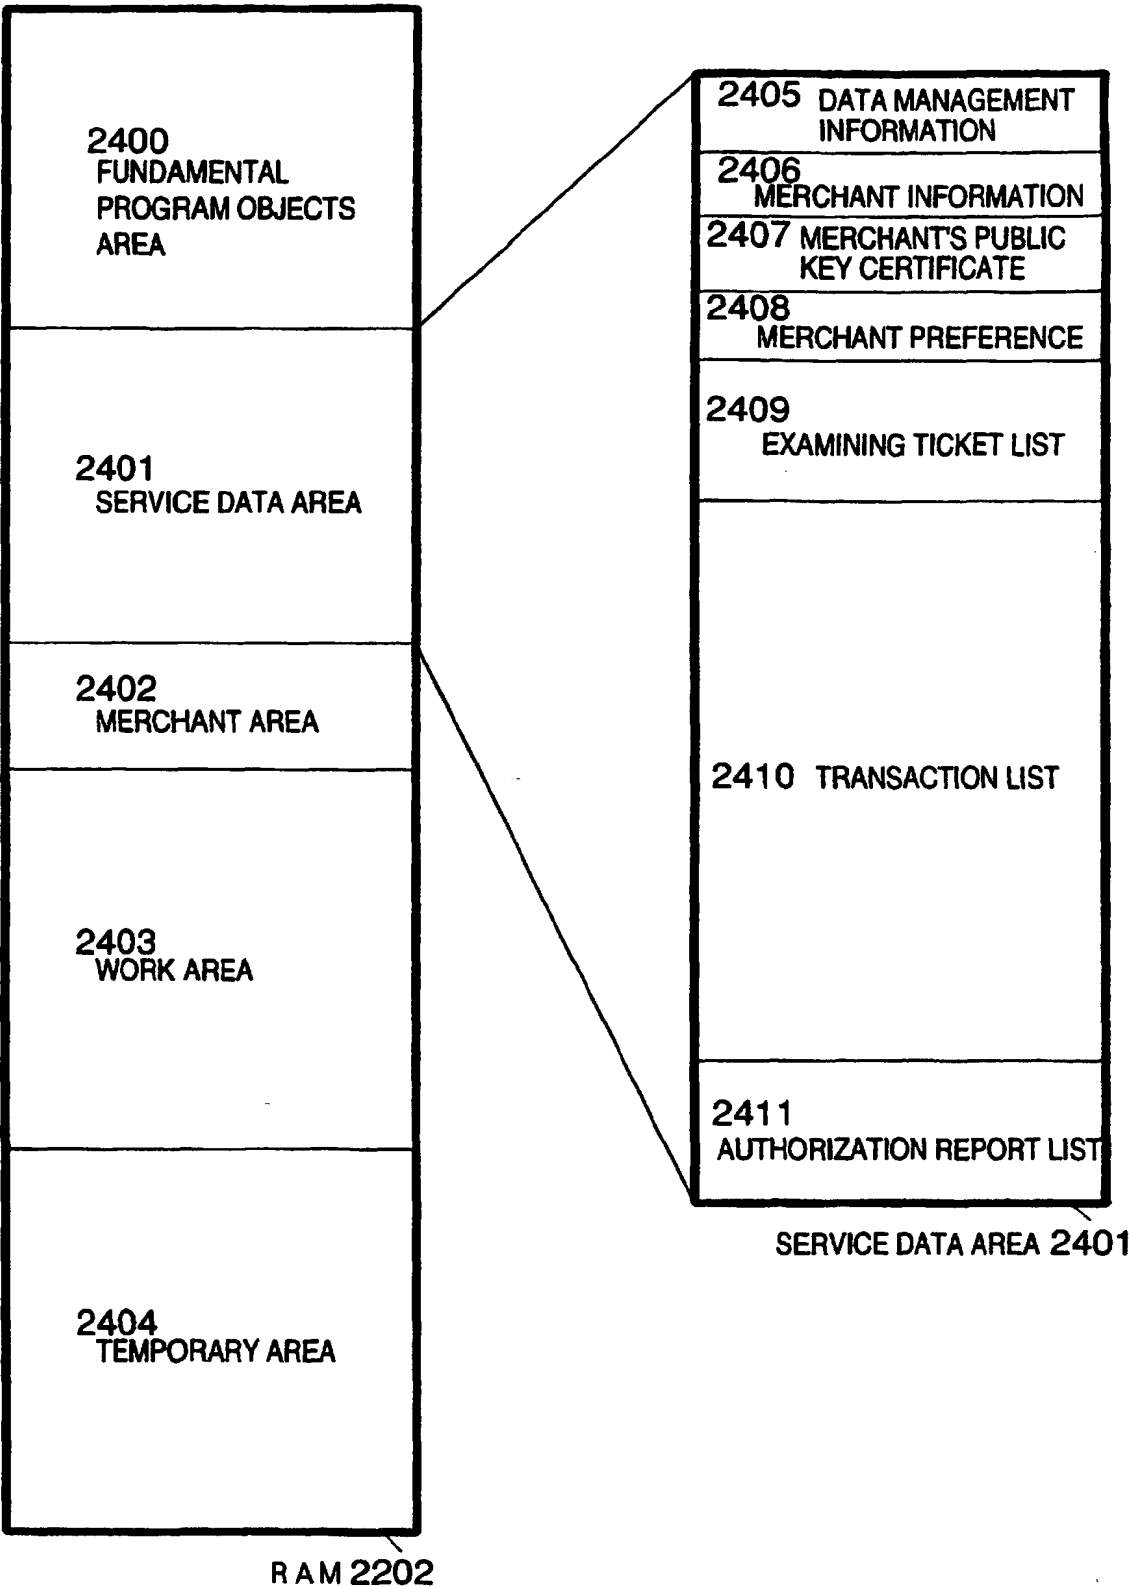 2400
FUNDAMENTAL
PROGRAM OBJECTS
AREA
2401
SERVICE DATA AREA
2402
MERCHANT AREA
2403
WORK AREA
2404
TEMPORARY AREA
RAM 2202
2405 DATA MANAGEMENT
INFORMATION
2406
MERCHANT INFORMATION
2407 MERCHANT'S PUBLIC
KEY CERTIFICATE
2408
MERCHANT PREFERENCE
2409
EXAMINING TICKET LIST
2410 TRANSACTION LIST
2411
AUTHORIZATION REPORT LIST
SERVICE DATA AREA 2401